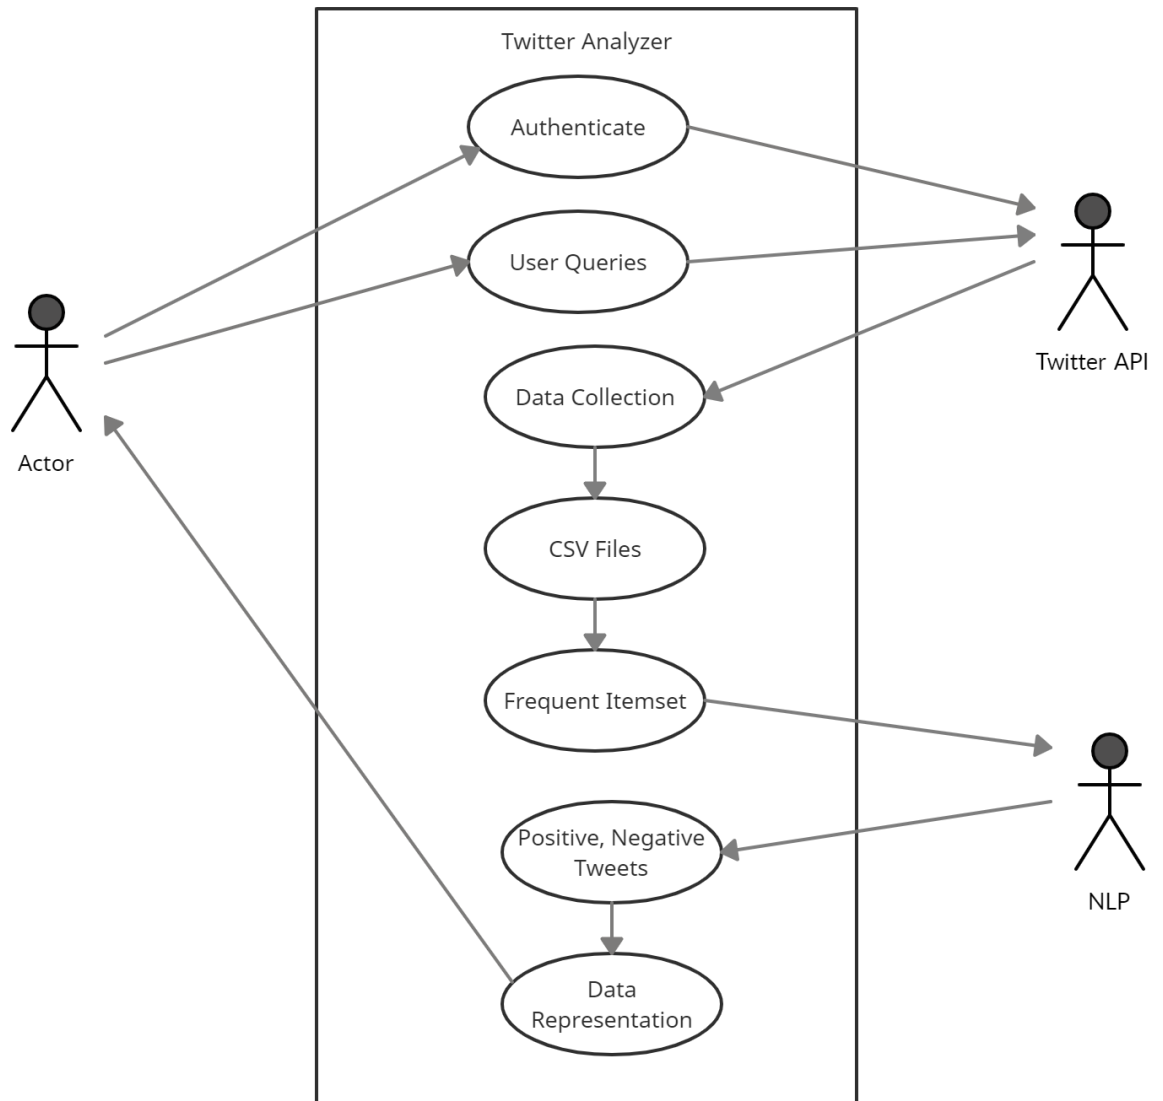 Twitter Analyzer
Authenticate
User Queries
Twitter API
Data Collection
Actor
CSV Files
Frequent Itemset
Positive, Negative
Tweets
NLP
Data
Representation